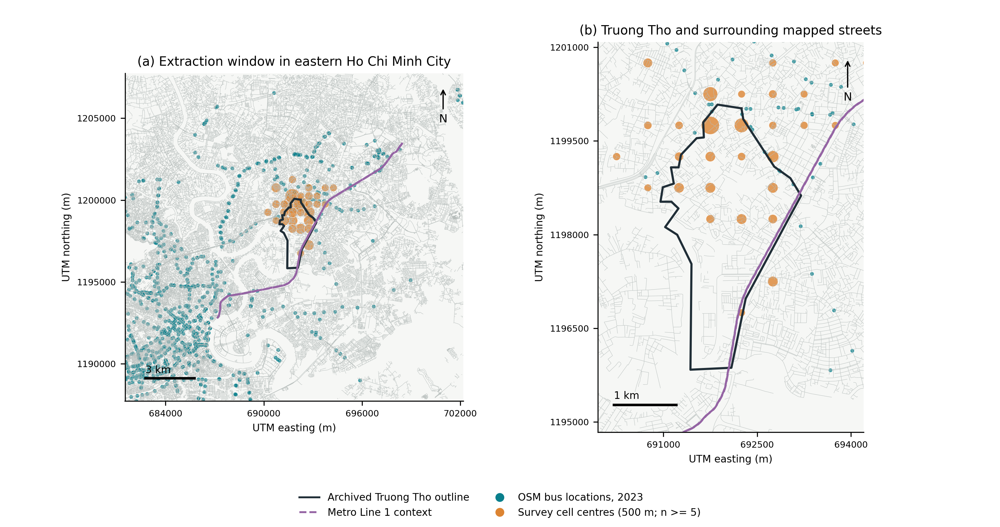 (a) Extraction window in eastern Ho Chi Minh City
1205000
1200000
1195000
1190000
UTM northing (m)
N
3 km
684000
690000
696000
702000
UTM easting (m)
(b) Truong Tho and surrounding mapped streets
1201000
1199500
1198000
1196500
1195000
UTM northing (m)
N
1 km
691000
692500
694000
UTM easting (m)
Archived Truong Tho outline
Metro Line 1 context
OSM bus locations, 2023
Survey cell centres (500 m; n >= 5)